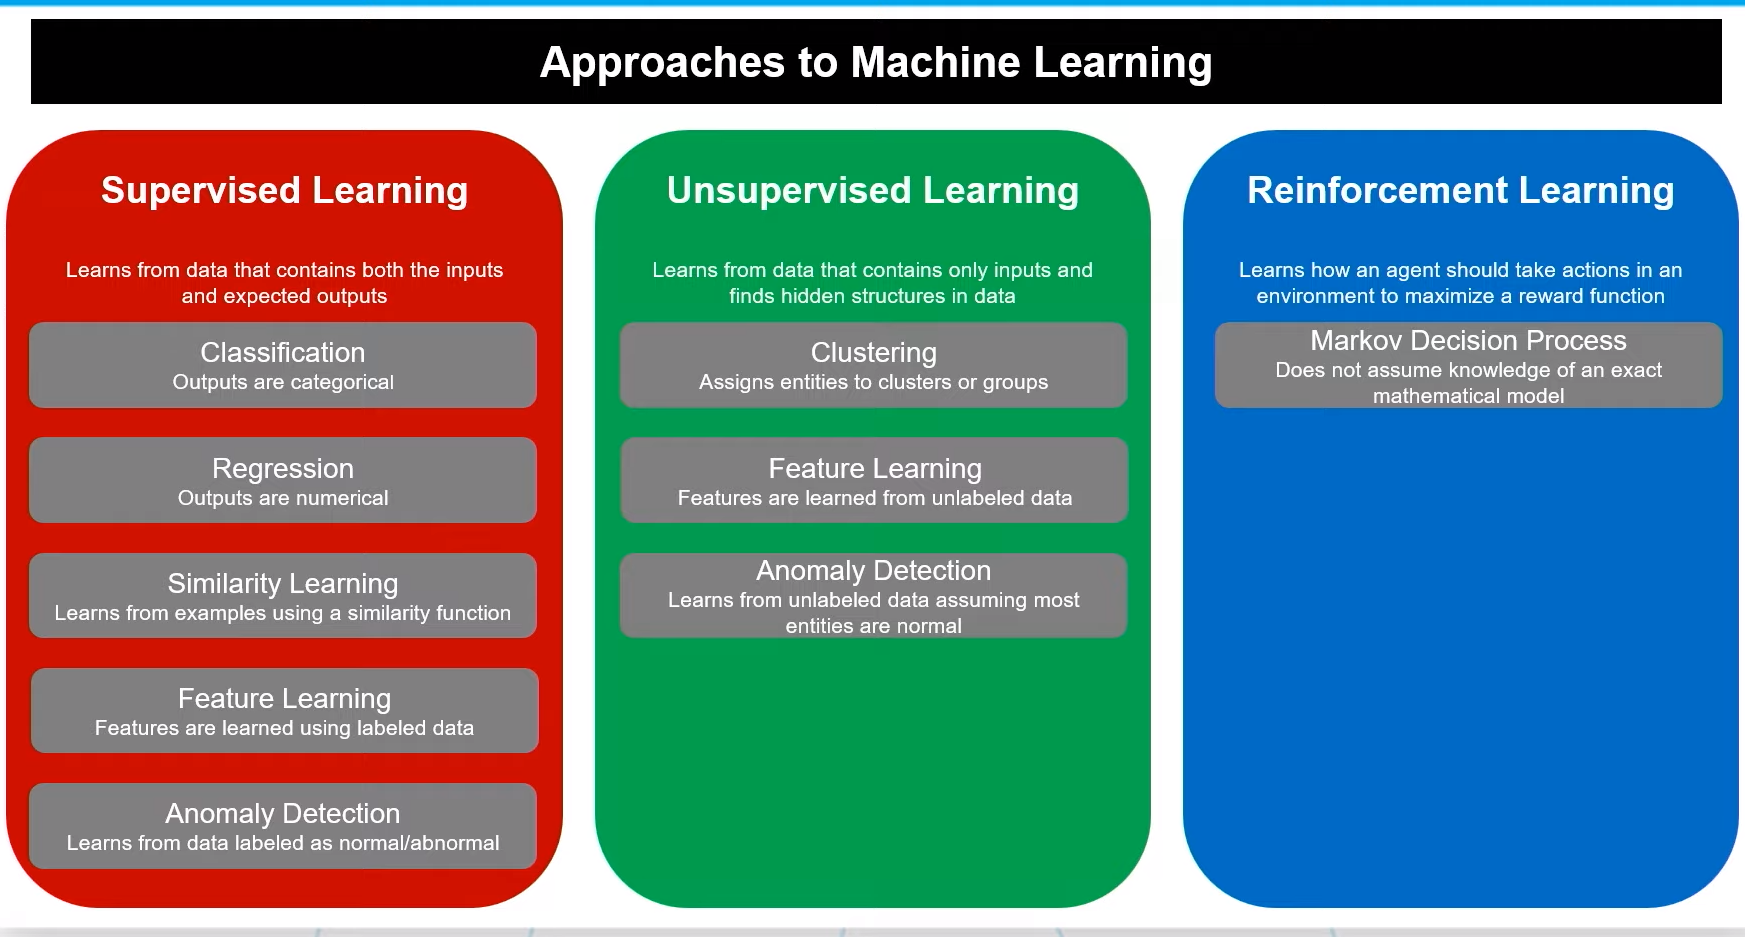 Approaches to Machine Learning
Supervised Learning
Learns from data that contains both the inputs
and expected outputs
Classification
Outputs are categorical
Regression
Outputs are numerical
Similarity Learning
Learns from examples using a similarity function
Feature Learning
Features are learned using labeled data
Anomaly Detection
Learns from data labeled as normal/abnormal
Unsupervised Learning
Learns from data that contains only inputs and
finds hidden structures in data
Clustering
Assigns entities to clusters or groups
Feature Learning
Features are learned from unlabeled data
Anomaly Detection
Learns from unlabeled data assuming most
entities are normal
Reinforcement Learning
Learns how an agent should take actions in an
environment to maximize a reward function
Markov Decision Process
Does not assume knowledge of an exact
mathematical model